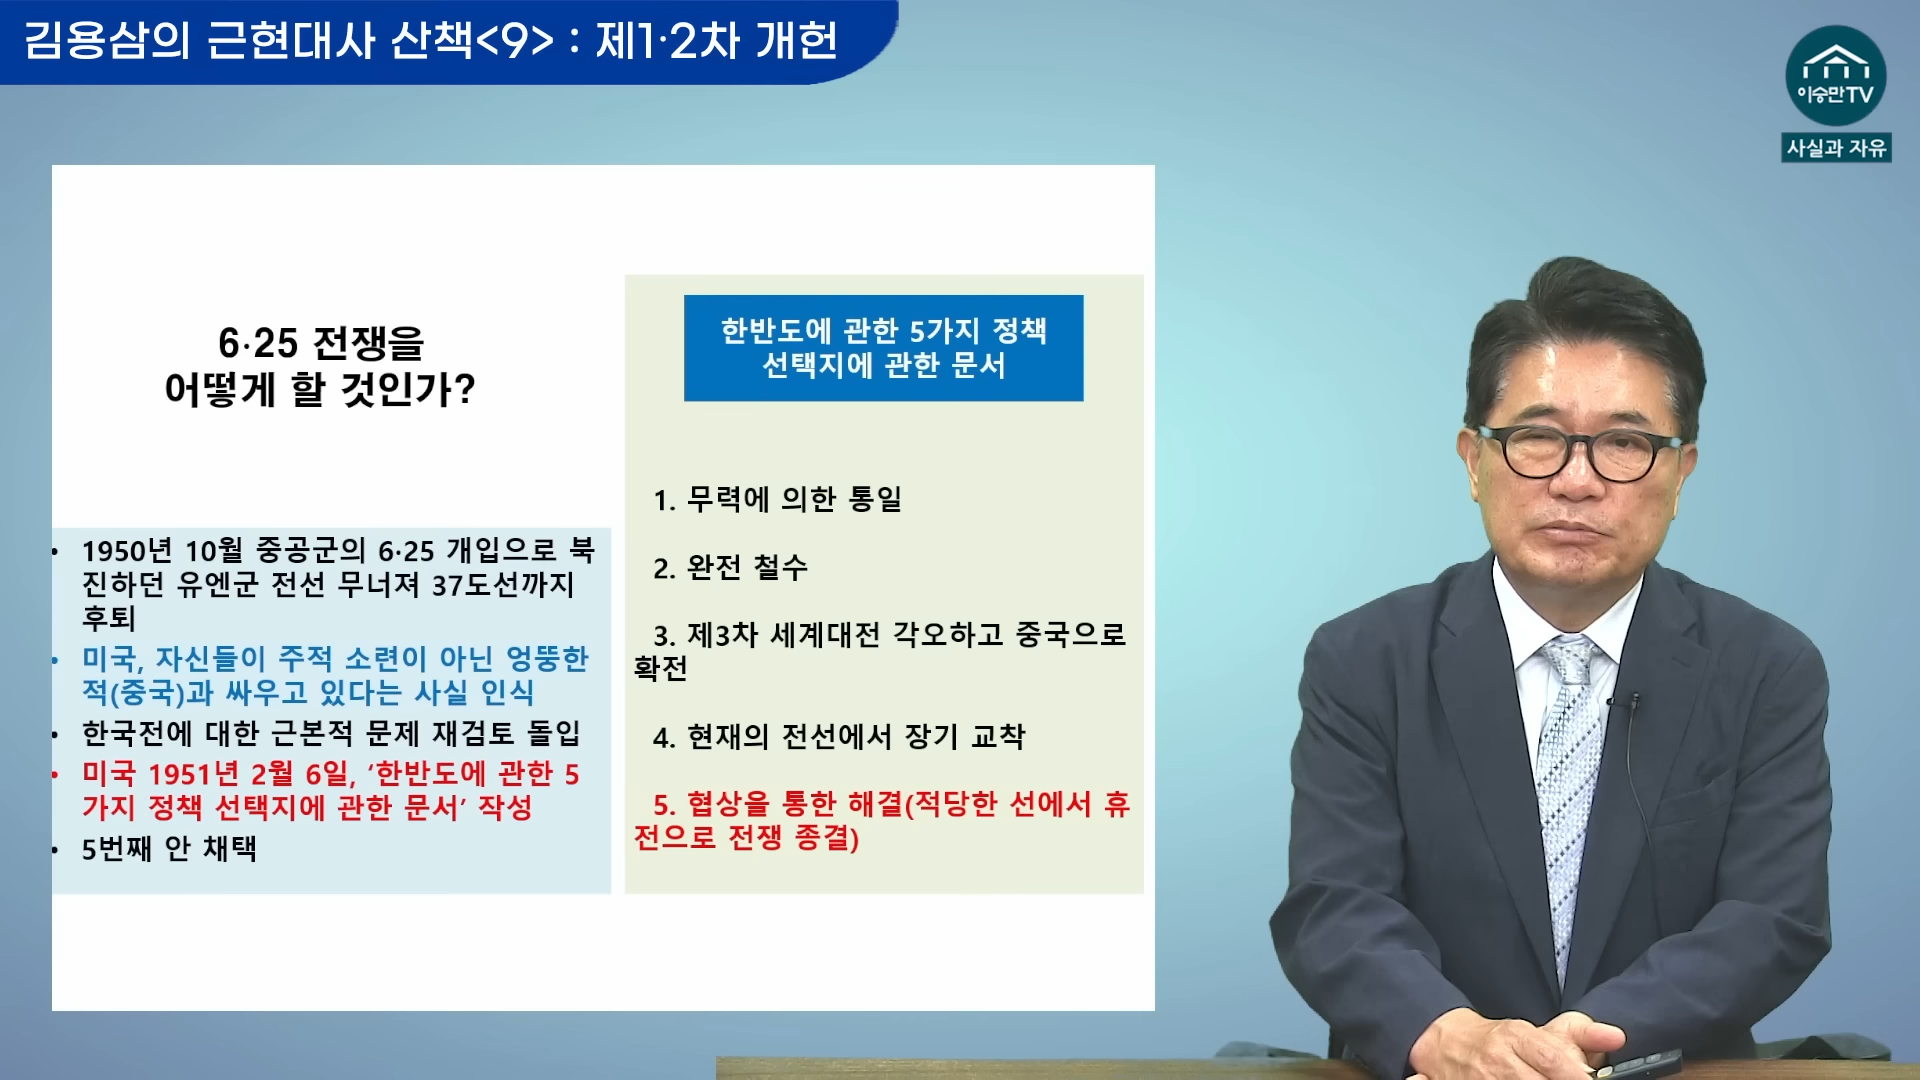 김용삼의 근현대사 산책<9> : 제1·2차 개헌
이승만TV
사실과 자유
6·25 전쟁을
어떻게 할 것인가?
• 1950년 10월 중공군의 6·25 개입으로 북
진하던 유엔군 전선 무너져 37도선까지
후퇴
• 미국, 자신들이 주적 소련이 아닌 엉뚱한
적(중국)과 싸우고 있다는 사실 인식
• 한국전에 대한 근본적 문제 재검토 돌입
• 미국 1951년 2월 6일, ‘한반도에 관한 5
가지 정책 선택지에 관한 문서’ 작성
• 5번째 안 채택
한반도에 관한 5가지 정책
선택지에 관한 문서
1. 무력에 의한 통일
2. 완전 철수
3. 제3차 세계대전 각오하고 중국으로
확전
4. 현재의 전선에서 장기 교착
5. 협상을 통한 해결(적당한 선에서 휴
전으로 전쟁 종결)